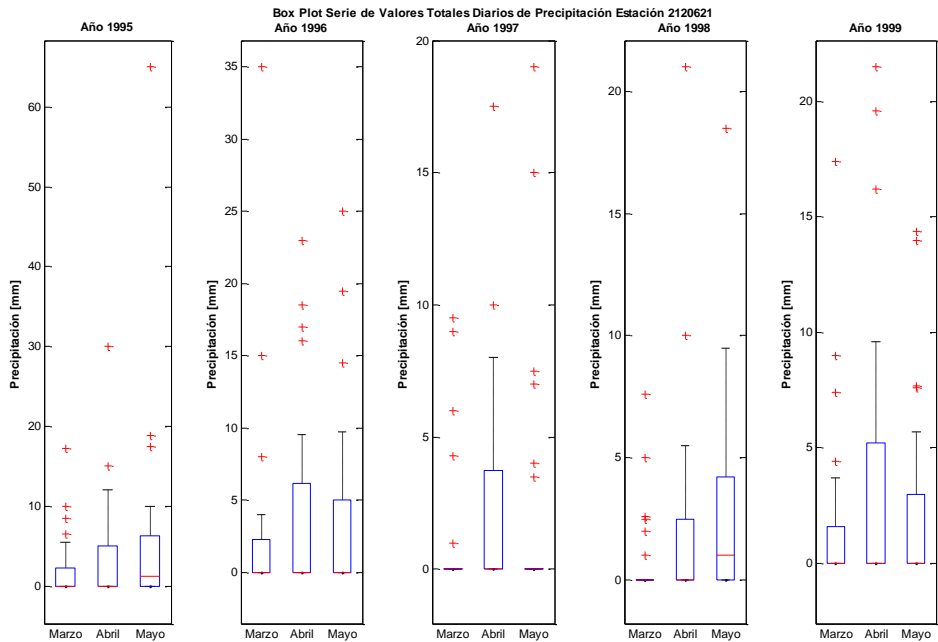 Box Plot Serie de Valores Totales Diarios de Precipitación Estación 2120621
Año 1995
Año 1996
Año 1997
Año 1998
Año 1999
Precipitación [mm]
60
50
40
30
20
10
0
Marzo Abril Mayo
Precipitación [mm]
35
30
25
20
15
10
5
0
Marzo Abril Mayo
Precipitación [mm]
20
15
10
5
0
Marzo Abril Mayo
Precipitación [mm]
20
15
10
5
0
Marzo Abril Mayo
Precipitación [mm]
20
15
10
5
0
Marzo Abril Mayo